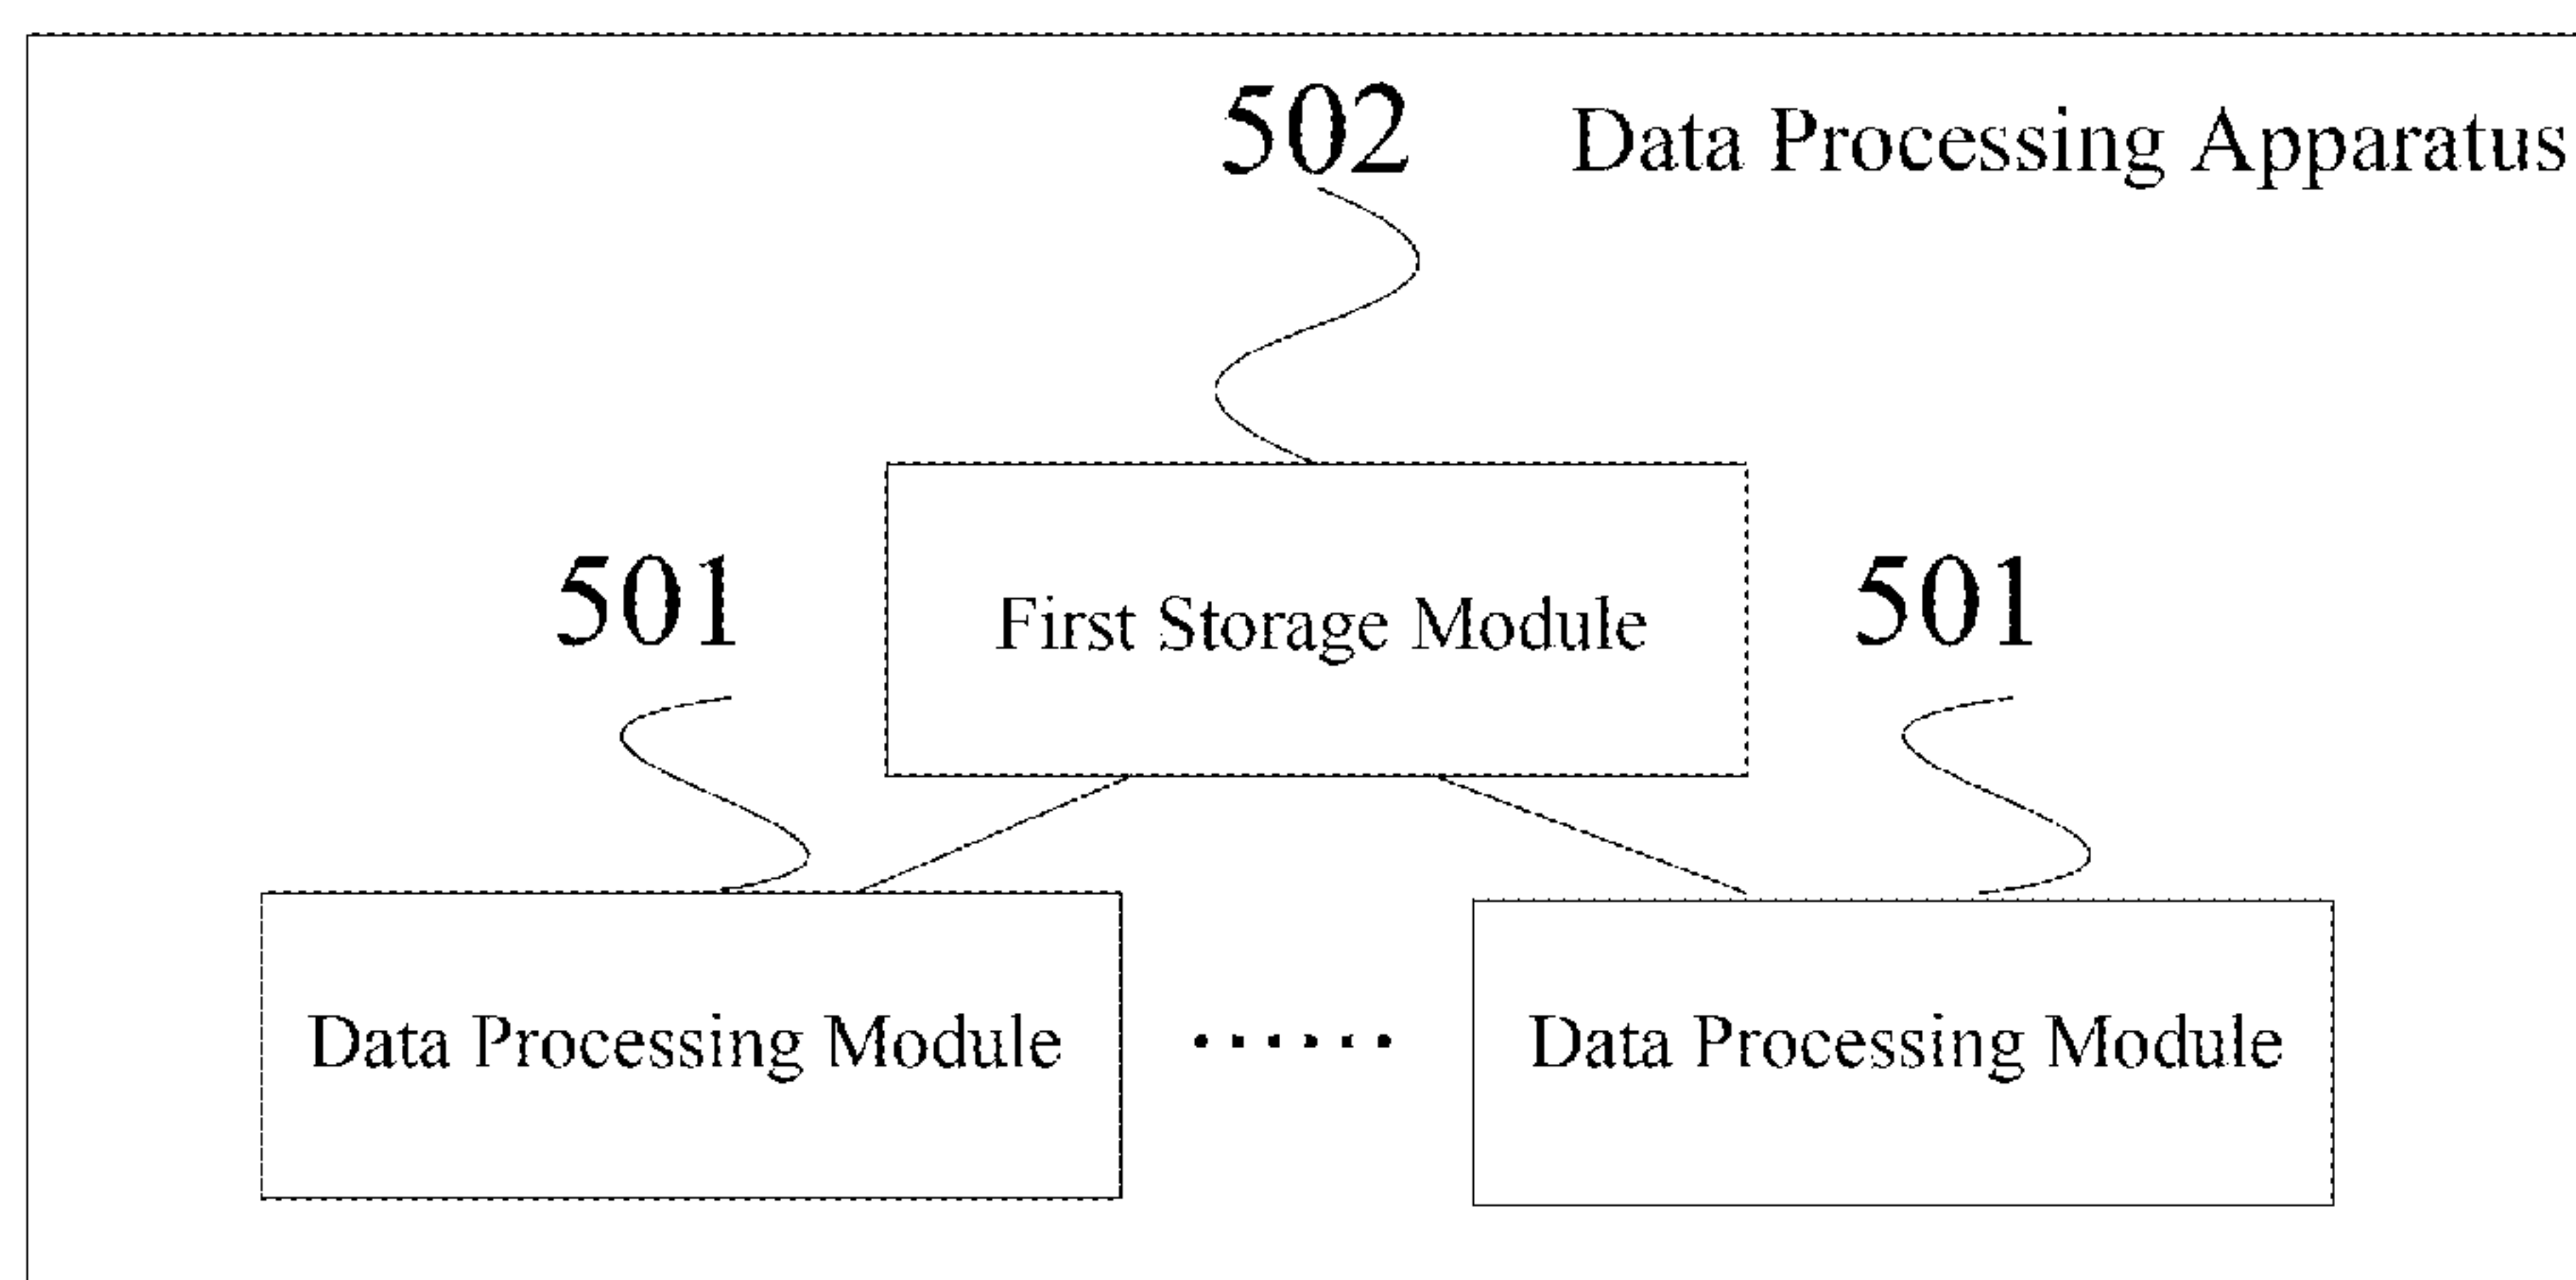 502 Data Processing Apparatus
501 First Storage Module 501
Data Processing Module ...... Data Processing Module